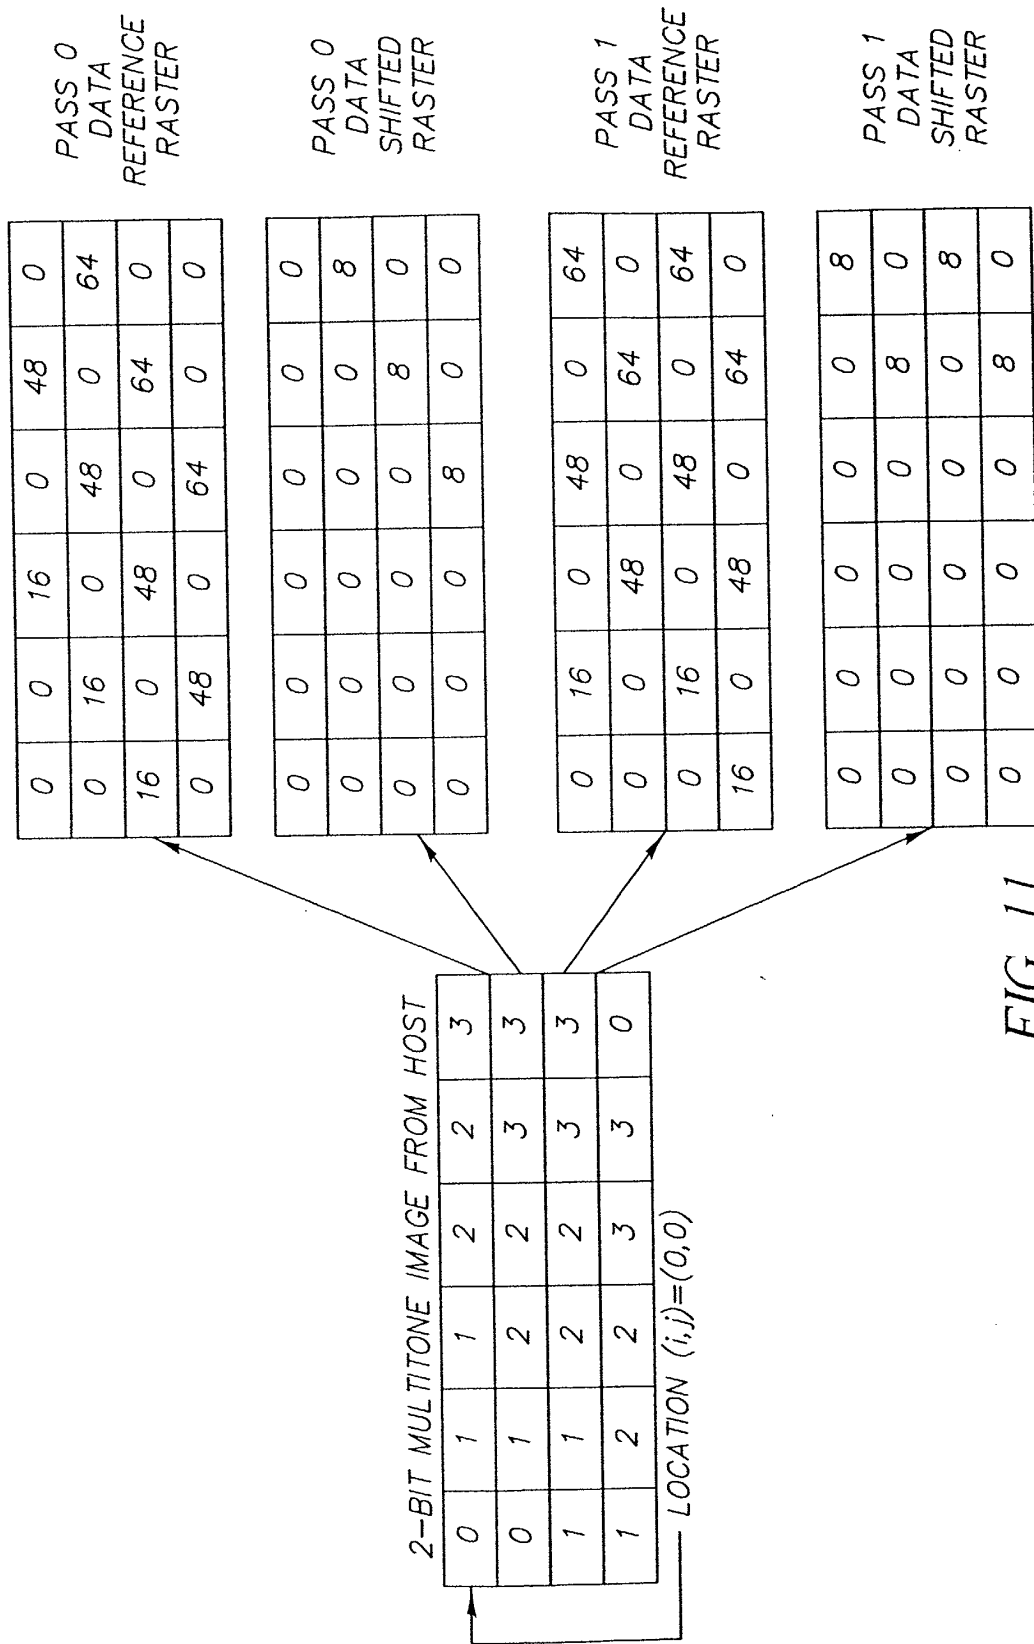 2-BIT MULTITONE IMAGE FROM HOST
0 1 1 2 2 3
0 1 2 2 3 3
1 1 2 2 3 3
1 2 2 3 3 0
LOCATION (i,j)=(0,0)
0 0 16 0 48 0
0 16 0 48 0 64
16 0 48 0 64 0
0 48 0 64 0 0
PASS 0
DATA
REFERENCE
RASTER
0 0 0 0 0 0
0 0 0 0 0 8
0 0 0 0 8 0
0 0 0 8 0 0
PASS 0
DATA
SHIFTED
RASTER
0 16 0 48 0 64
0 0 48 0 64 0
0 16 0 48 0 64
16 0 48 0 64 0
PASS 1
DATA
REFERENCE
RASTER
0 0 0 0 0 8
0 0 0 0 8 0
0 0 0 0 0 8
0 0 0 0 8 0
PASS 1
DATA
SHIFTED
RASTER
FIG. 11